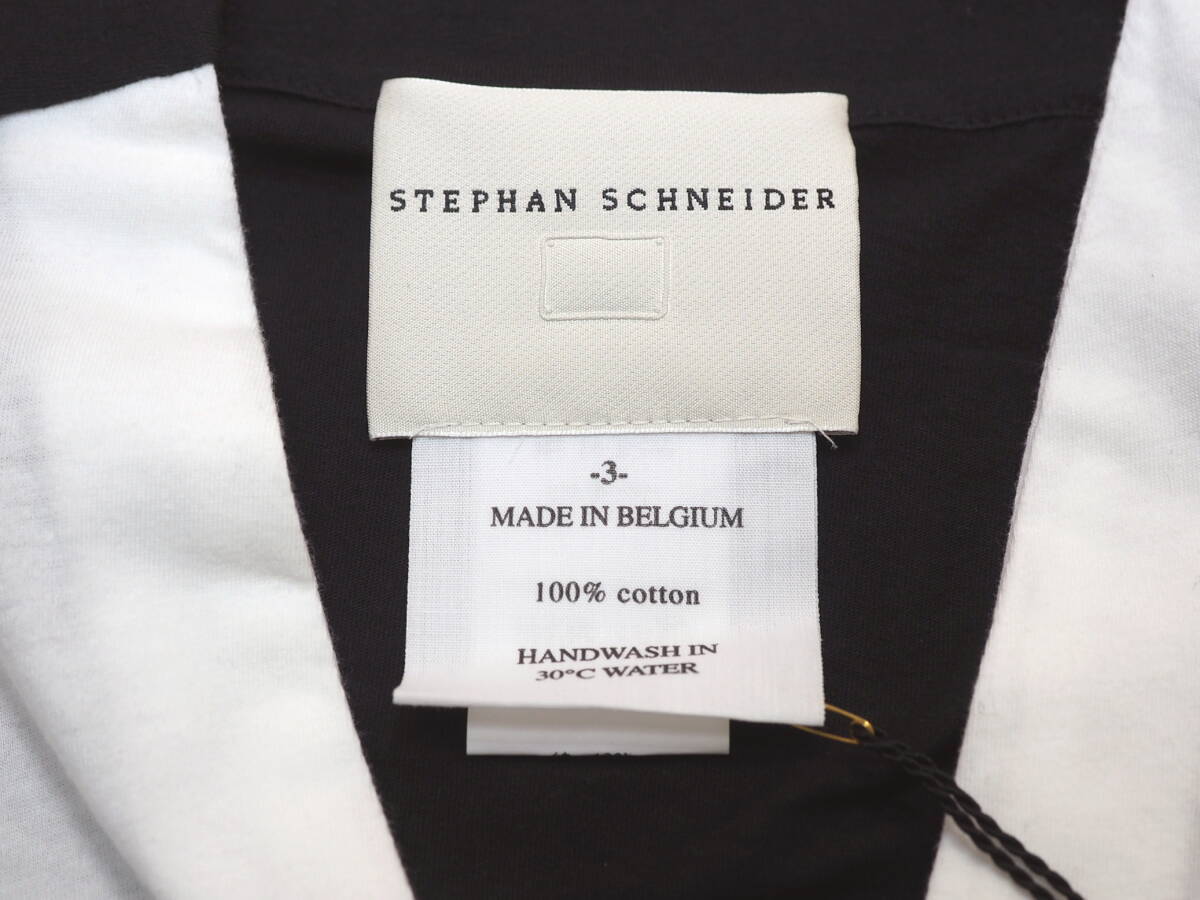 STEPHAN SCHNEIDER
-3-
MADE IN BELGIUM
100% cotton
HANDWASH IN
30°C WATER